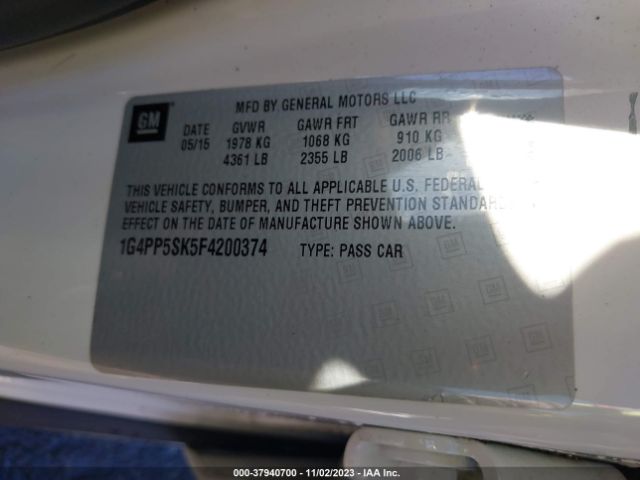 GM
MFD BY GENERAL MOTORS LLC
DATE GVWR GAWR FRT GAWR RR
05/15 1978 KG 1068 KG 910 KG
4361 LB 2355 LB 2006 LB
THIS VEHICLE CONFORMS TO ALL APPLICABLE U.S. FEDERAL
VEHICLE SAFETY, BUMPER, AND THEFT PREVENTION STANDARDS
EFFECT ON THE DATE OF MANUFACTURE SHOWN ABOVE.
1G4PP5SK5F4200374 TYPE: PASS CAR
000-37940700 - 11/02/2023 - IAA Inc.